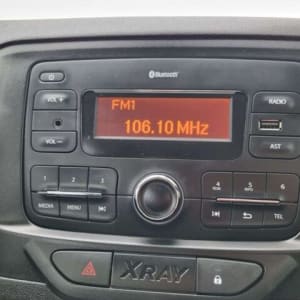 Bluetooth
VOL +
FM1
106.10 MHz
RADIO
VOL –
AST
1 2 3
4 5 6
MEDIA MENU
TEL
XRAY